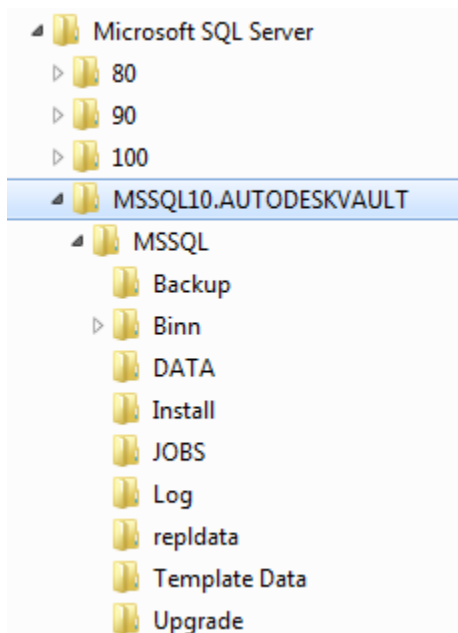 Microsoft SQL Server
80
90
100
MSSQL10.AUTODESKVAULT
MSSQL
Backup
Binn
DATA
Install
JOBS
Log
repldata
Template Data
Upgrade